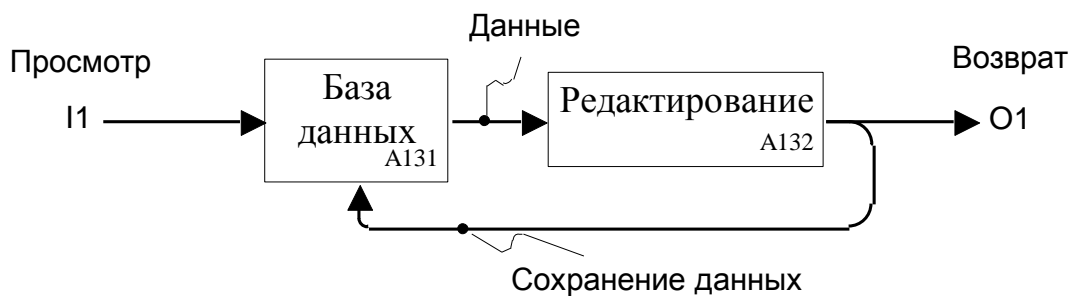 Данные
Просмотр
Возврат
База
данных
A131
Редактирование
A132
I1
O1
Сохранение данных